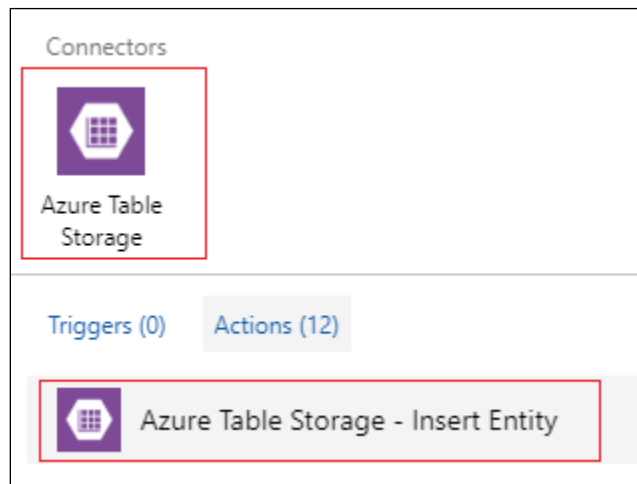 Connectors
Azure Table
Storage
Triggers (0) Actions (12)
Azure Table Storage - Insert Entity